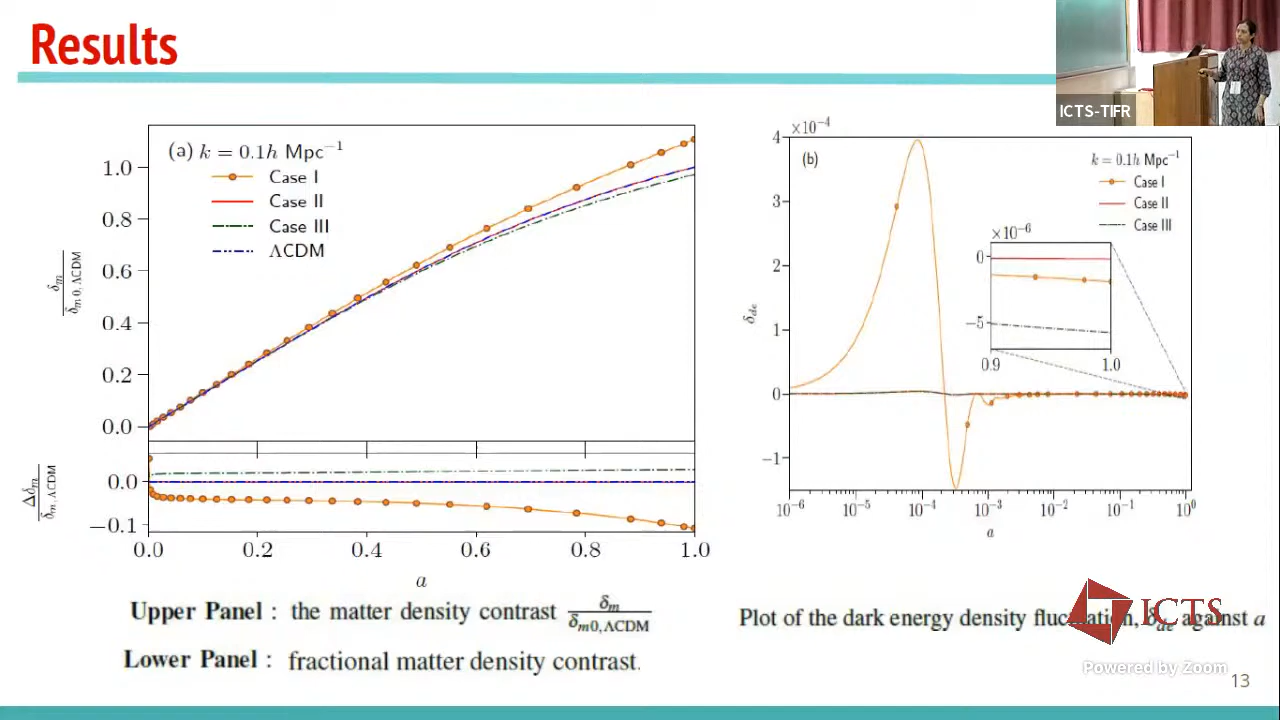 Results
ICTS-TIFR
(a) k = 0.1h Mpc⁻¹
Case I
Case II
Case III
ΛCDM
1.0
0.8
0.6
0.4
0.2
0.0
δm / δm0,ΛCDM
0.0
−0.1
Δδm / δm,ΛCDM
0.0 0.2 0.4 0.6 0.8 1.0
a
Upper Panel : the matter density contrast δm / δm0,ΛCDM
Lower Panel : fractional matter density contrast.
×10⁻⁴
(b)
k = 0.1h Mpc⁻¹
Case I
Case II
Case III
4
3
2
1
0
−1
δde
×10⁻⁶
0
−5
0.9 1.0
10⁻⁶ 10⁻⁵ 10⁻⁴ 10⁻³ 10⁻² 10⁻¹ 10⁰
a
Plot of the dark energy density fluctuation, δde against a
ICTS
Powered by Zoom
13